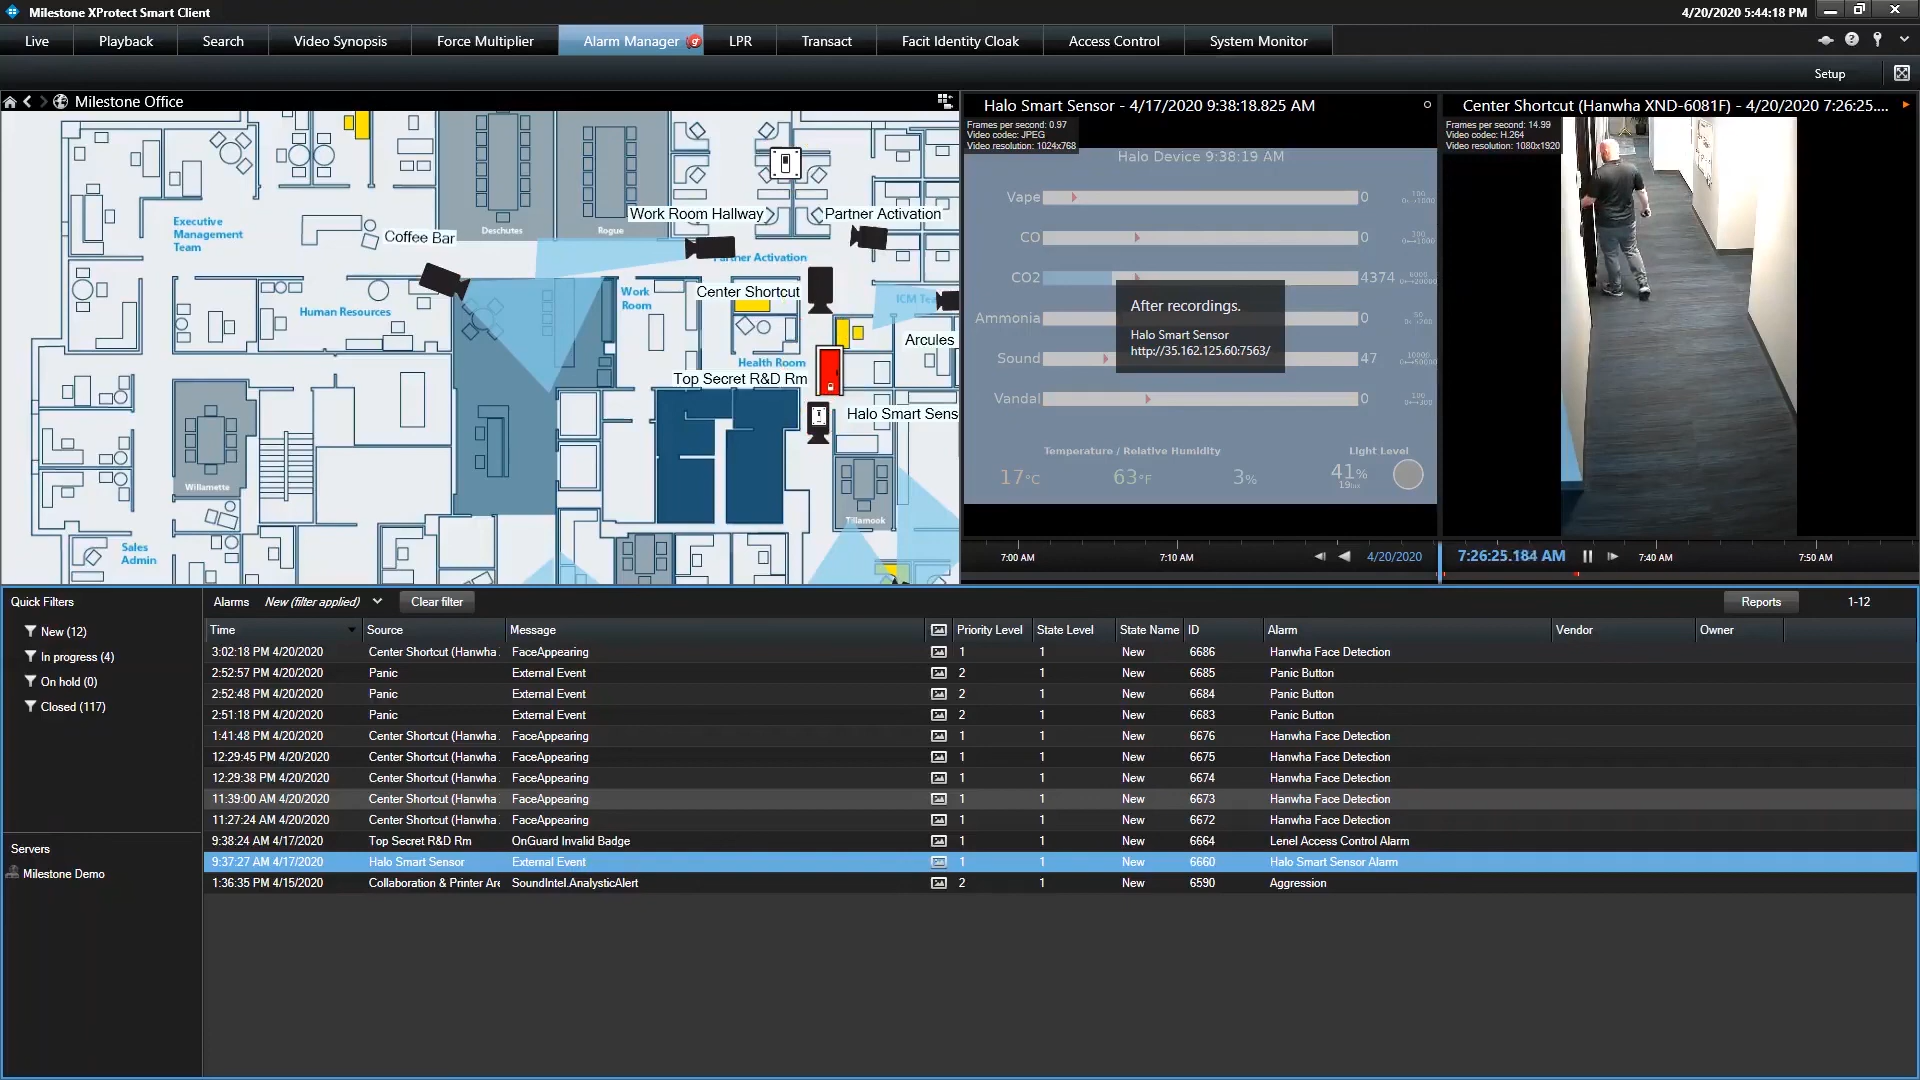 Milestone XProtect Smart Client
4/20/2020 5:44:18 PM
Live
Playback
Search
Video Synopsis
Force Multiplier
Alarm Manager
LPR
Transact
Facit Identity Cloak
Access Control
System Monitor
Setup
Milestone Office
Executive
Management
Team
Coffee Bar
Deschutes
Rogue
Work Room Hallway
Partner Activation
Partner Activation
Human Resources
Work
Room
Center Shortcut
ICM Te
Arcules
Health Room
Top Secret R&D Rm
Halo Smart Sens
Willamette
Tillamook
Sales
Admin
Halo Smart Sensor - 4/17/2020 9:38:18.825 AM
Frames per second: 0.97
Video codec: JPEG
Video resolution: 1024x768
Halo Device 9:38:19 AM
Vape 0
CO 0
CO2 4374
Ammonia 0
Sound 47
Vandal 0
After recordings.
Halo Smart Sensor
http://35.162.125.60:7563/
Temperature / Relative Humidity
Light Level
17°C 63°F 3% 41%
Center Shortcut (Hanwha XND-6081F) - 4/20/2020 7:26:25....
Frames per second: 14.99
Video codec: H.264
Video resolution: 1080x1920
7:00 AM 7:10 AM 4/20/2020 7:26:25.184 AM 7:40 AM 7:50 AM
Quick Filters
New (12)
In progress (4)
On hold (0)
Closed (117)
Servers
Milestone Demo
Alarms New (filter applied) Clear filter Reports 1-12
Time Source Message Priority Level State Level State Name ID Alarm Vendor Owner
3:02:18 PM 4/20/2020 Center Shortcut (Hanwha FaceAppearing 1 1 New 6686 Hanwha Face Detection
2:52:57 PM 4/20/2020 Panic External Event 2 1 New 6685 Panic Button
2:52:48 PM 4/20/2020 Panic External Event 2 1 New 6684 Panic Button
2:51:18 PM 4/20/2020 Panic External Event 2 1 New 6683 Panic Button
1:41:48 PM 4/20/2020 Center Shortcut (Hanwha FaceAppearing 1 1 New 6676 Hanwha Face Detection
12:29:45 PM 4/20/2020 Center Shortcut (Hanwha FaceAppearing 1 1 New 6675 Hanwha Face Detection
12:29:38 PM 4/20/2020 Center Shortcut (Hanwha FaceAppearing 1 1 New 6674 Hanwha Face Detection
11:39:00 AM 4/20/2020 Center Shortcut (Hanwha FaceAppearing 1 1 New 6673 Hanwha Face Detection
11:27:24 AM 4/20/2020 Center Shortcut (Hanwha FaceAppearing 1 1 New 6672 Hanwha Face Detection
9:38:24 AM 4/17/2020 Top Secret R&D Rm OnGuard Invalid Badge 1 1 New 6664 Lenel Access Control Alarm
9:37:27 AM 4/17/2020 Halo Smart Sensor External Event 1 1 New 6660 Halo Smart Sensor Alarm
1:36:35 PM 4/15/2020 Collaboration & Printer Are SoundIntel.AnalysticAlert 2 1 New 6590 Aggression